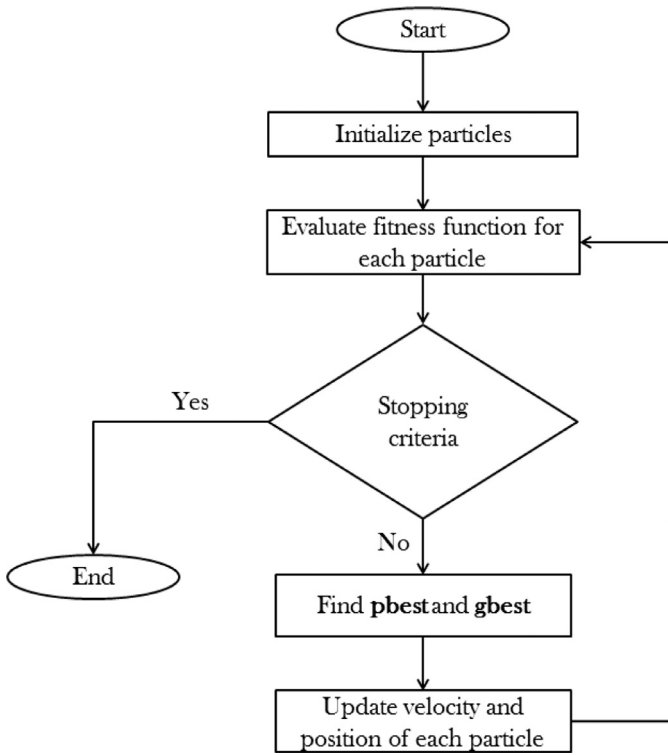 Start
Initialize particles
Evaluate fitness function for
each particle
Stopping
criteria
Yes
No
End
Find pbest and gbest
Update velocity and
position of each particle